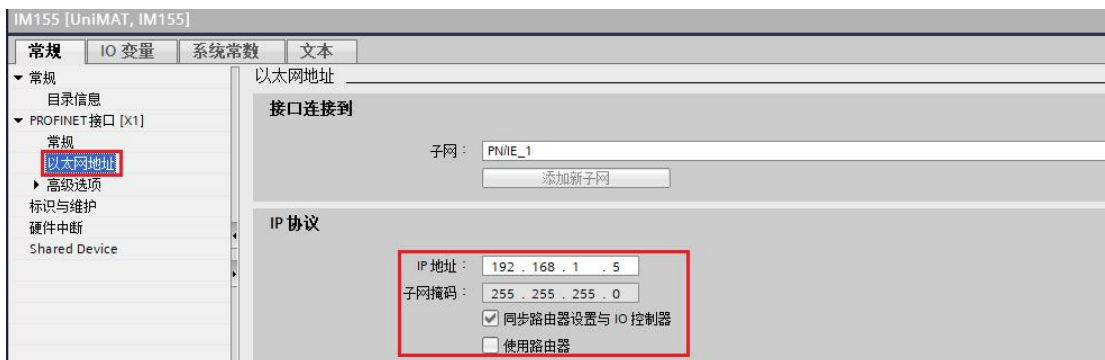 IM155 [UniMAT, IM155]
常规 IO 变量 系统常数 文本
常规
目录信息
PROFINET接口 [X1]
常规
以太网地址
高级选项
标识与维护
硬件中断
Shared Device
以太网地址
接口连接到
子网：PN/IE_1
添加新子网
IP 协议
IP 地址：192 . 168 . 1 . 5
子网掩码：255 . 255 . 255 . 0
同步路由器设置与 IO 控制器
使用路由器